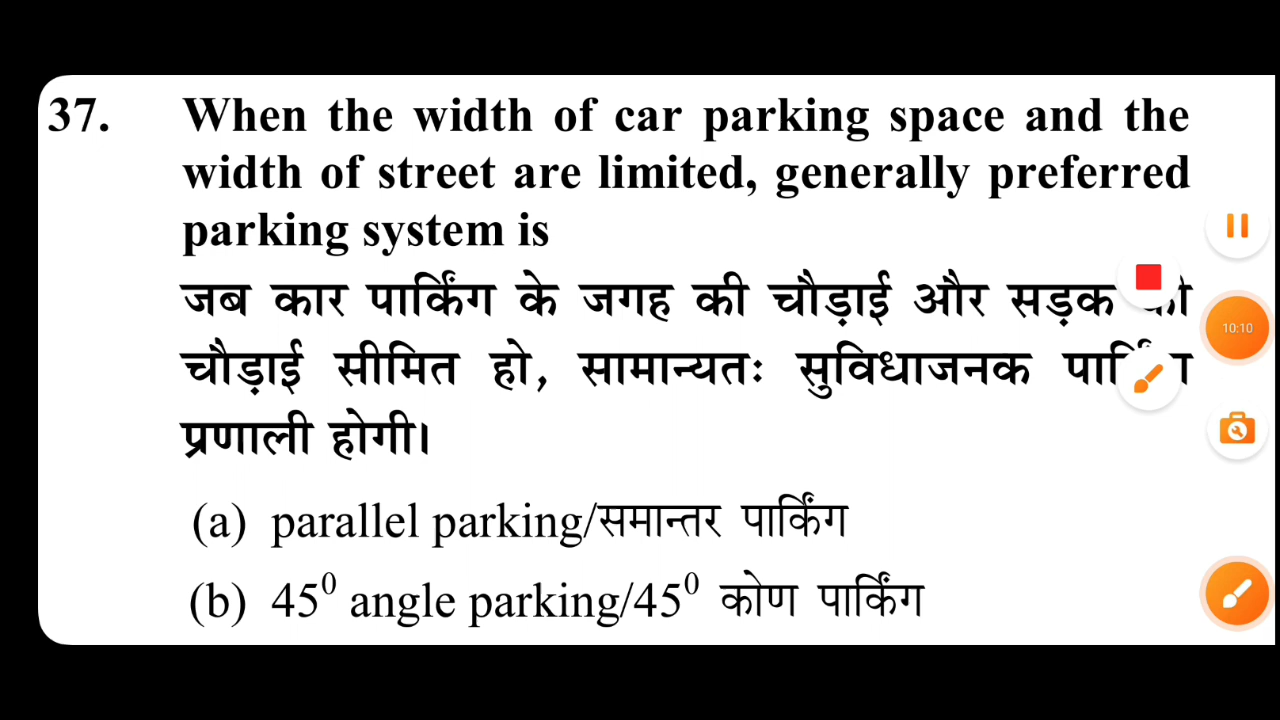 37. When the width of car parking space and the
width of street are limited, generally preferred
parking system is
जब कार पार्किंग के जगह की चौड़ाई और सड़क
चौड़ाई सीमित हो, सामान्यतः सुविधाजनक
प्रणाली होगी।
(a) parallel parking/समान्तर पार्किंग
(b) 45⁰ angle parking/45⁰ कोण पार्किंग
10:10